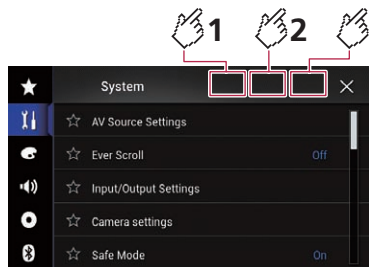 1 2
System
AV Source Settings
Ever Scroll Off
Input/Output Settings
Camera settings
Safe Mode On